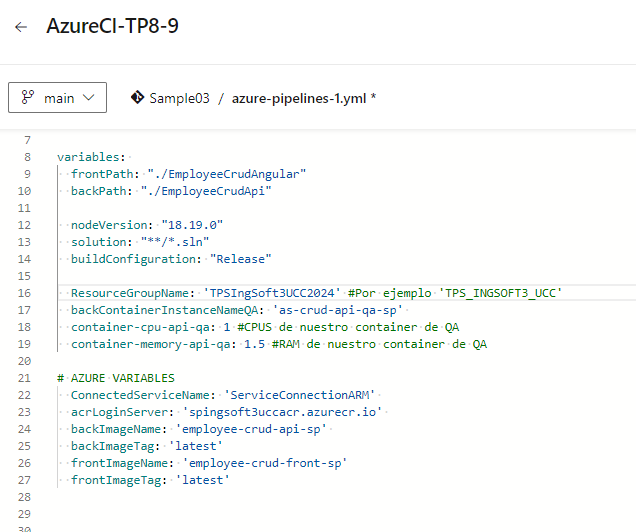 ← AzureCI-TP8-9
main Sample03 / azure-pipelines-1.yml *
7
8 variables:
9 frontPath: "./EmployeeCrudAngular"
10 backPath: "./EmployeeCrudApi"
11
12 nodeVersion: "18.19.0"
13 solution: "**/*.sln"
14 buildConfiguration: "Release"
15
16 ResourceGroupName: 'TPSIngSoft3UCC2024' #Por ejemplo 'TPS_INGSOFT3_UCC'
17 backContainerInstanceNameQA: 'as-crud-api-qa-sp'
18 container-cpu-api-qa: 1 #CPUS de nuestro container de QA
19 container-memory-api-qa: 1.5 #RAM de nuestro container de QA
20
21 # AZURE VARIABLES
22 ConnectedServiceName: 'ServiceConnectionARM'
23 acrLoginServer: 'spingsoft3uccacr.azurecr.io'
24 backImageName: 'employee-crud-api-sp'
25 backImageTag: 'latest'
26 frontImageName: 'employee-crud-front-sp'
27 frontImageTag: 'latest'
28
29
30